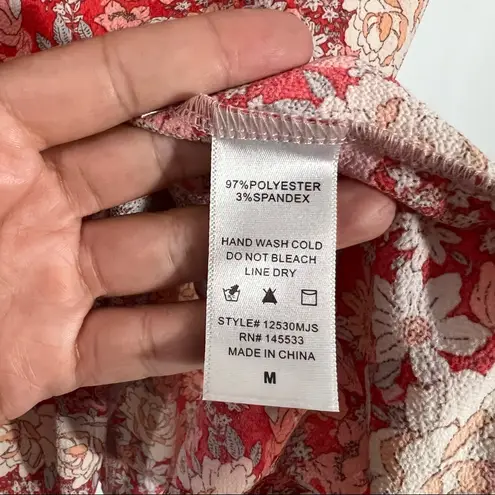 97%POLYESTER
3%SPANDEX
HAND WASH COLD
DO NOT BLEACH
LINE DRY
STYLE# 12530MJS
RN# 145533
MADE IN CHINA
M